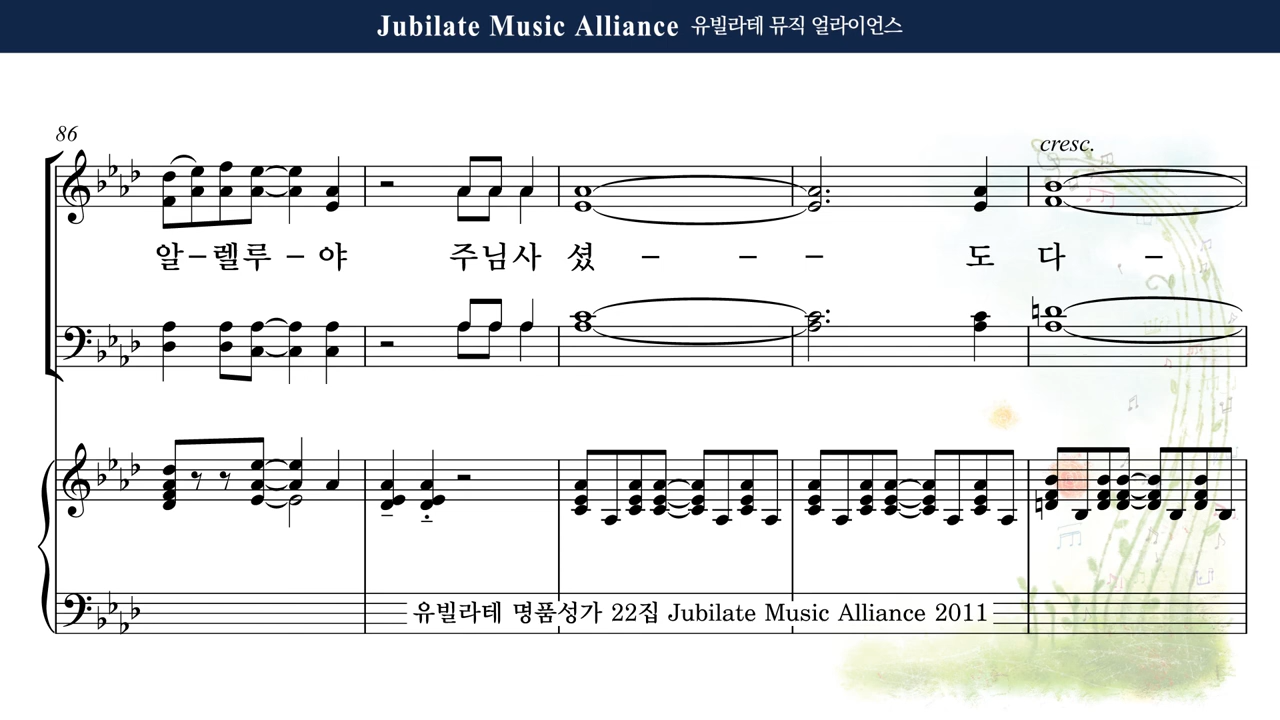 Jubilate Music Alliance 유빌라테 뮤직 얼라이언스
86
cresc.
알 – 렐루 – 야 주님사 셨 – – – 도 다 –
유빌라테 명품성가 22집 Jubilate Music Alliance 2011